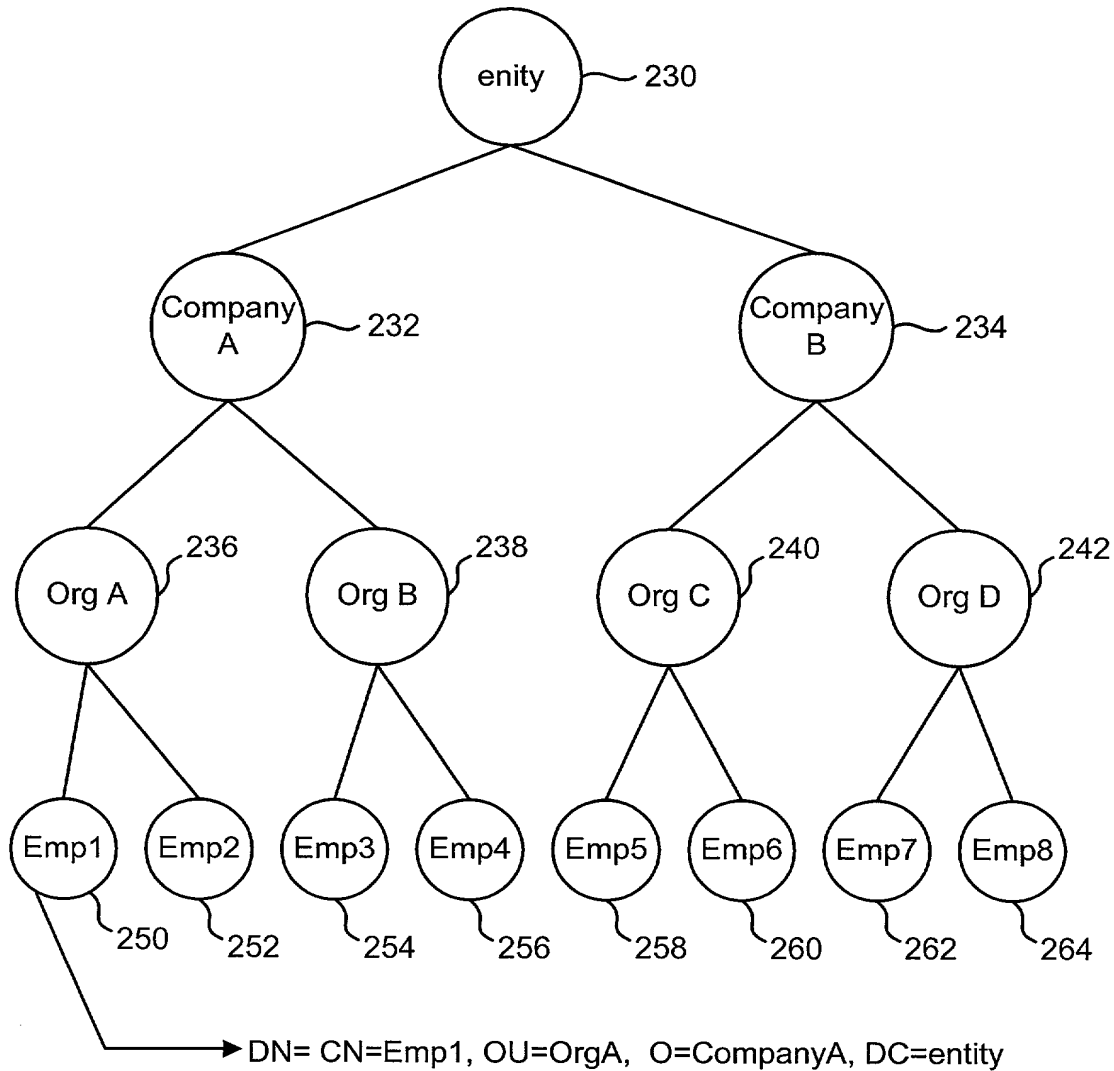 enity
230
Company
A
232
Company
B
234
Org A
236
Org B
238
Org C
240
Org D
242
Emp1
Emp2
Emp3
Emp4
Emp5
Emp6
Emp7
Emp8
250
252
254
256
258
260
262
264
DN= CN=Emp1, OU=OrgA, O=CompanyA, DC=entity